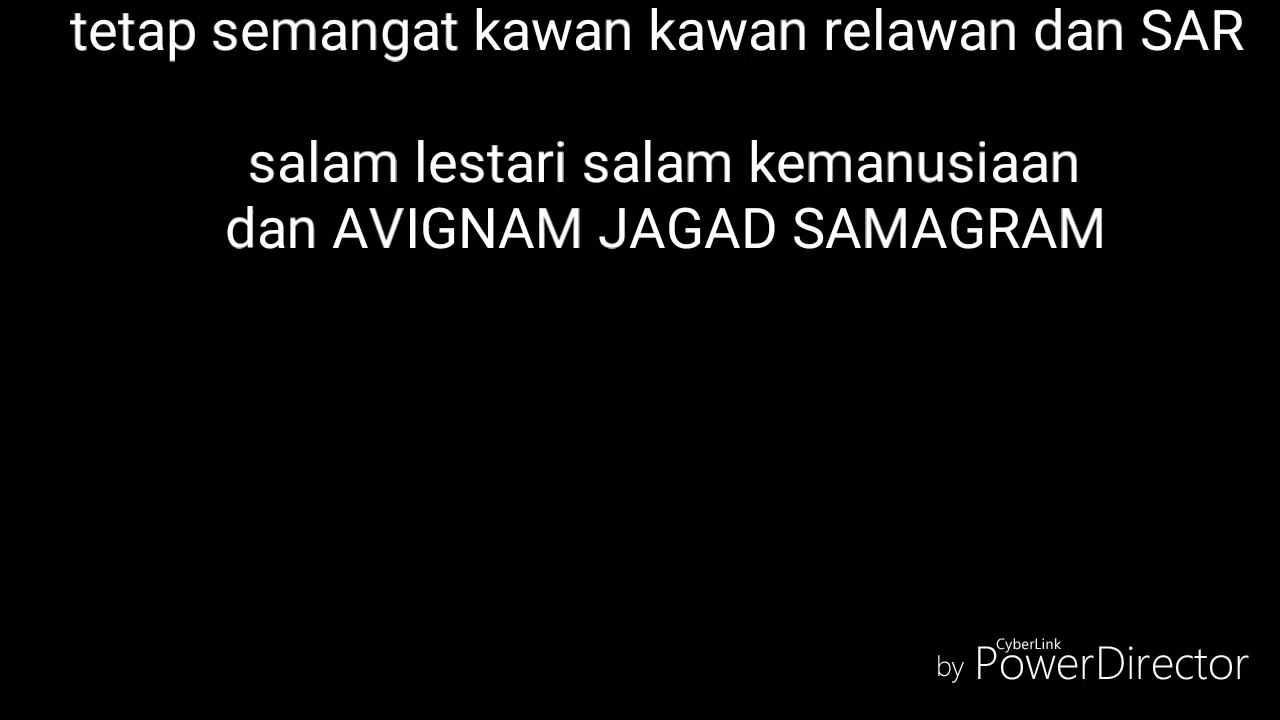 tetap semangat kawan kawan relawan dan SAR
salam lestari salam kemanusiaan
dan AVIGNAM JAGAD SAMAGRAM
CyberLink
by PowerDirector